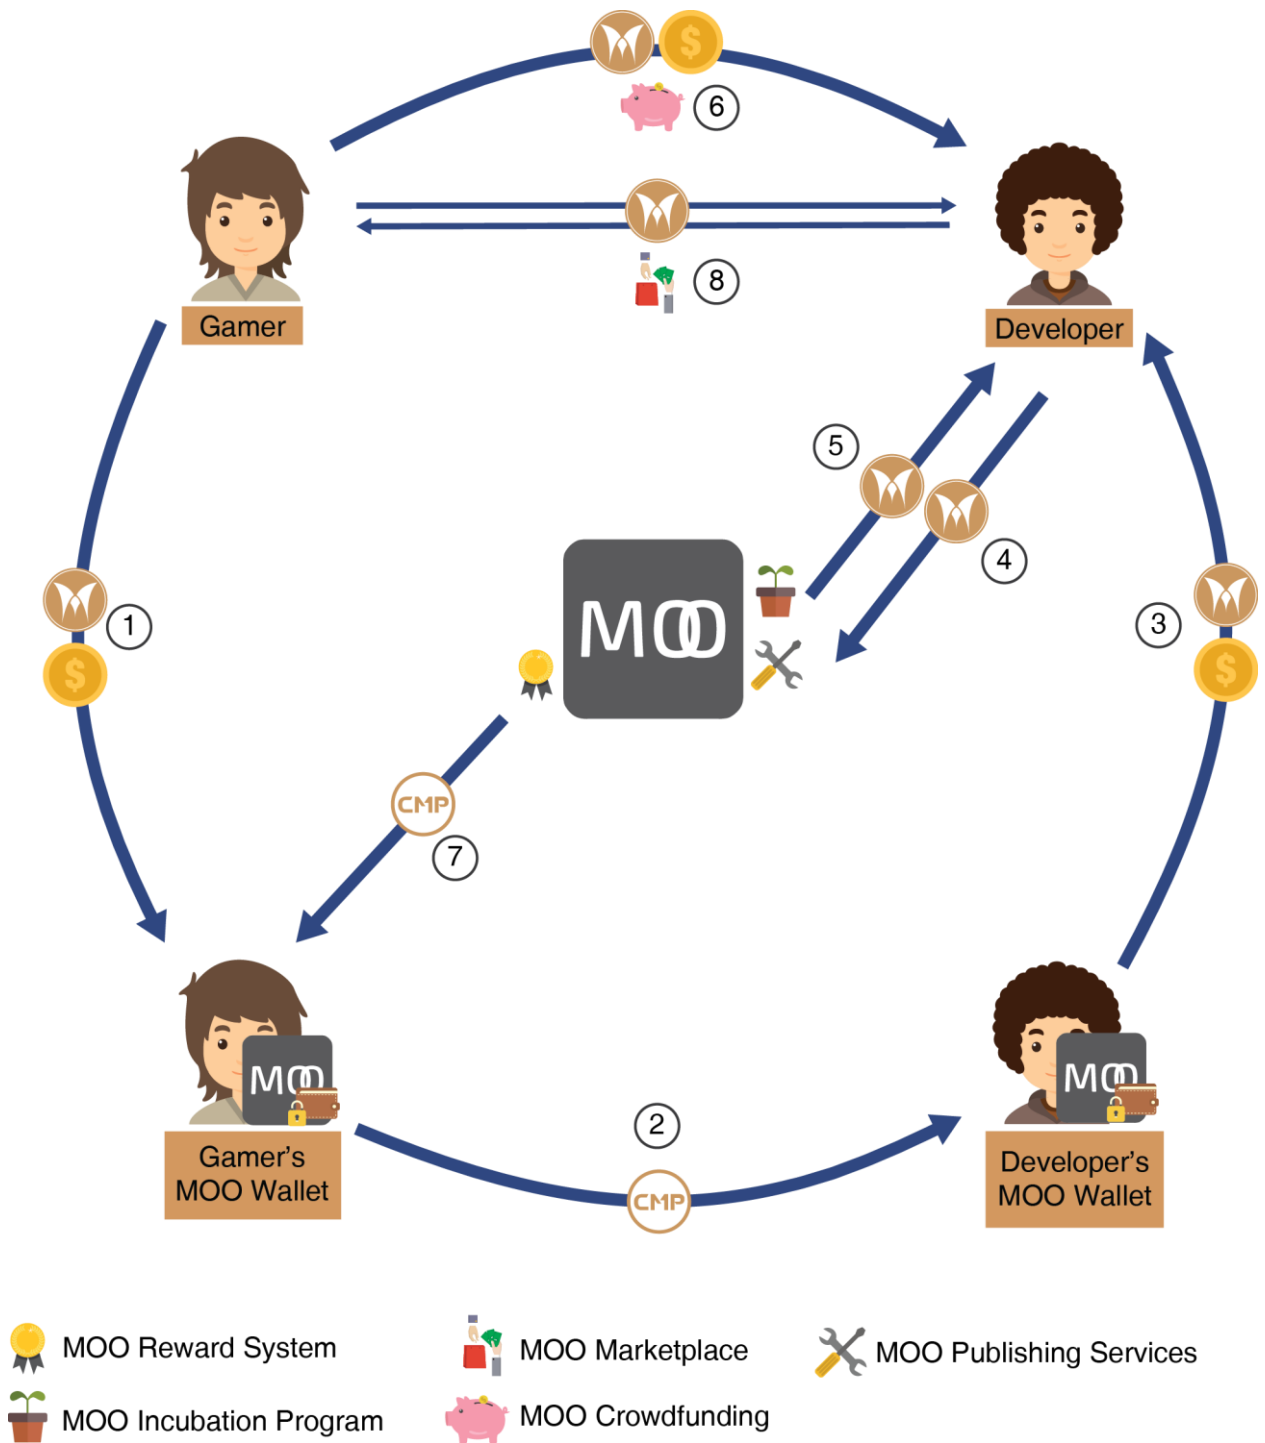 $
6
8
Gamer
Developer
5
4
1
3
$
$
MOO
CMP
7
MOO
MOO
2
Gamer's
MOO Wallet
CMP
Developer's
MOO Wallet
MOO Reward System
MOO Marketplace
MOO Publishing Services
MOO Incubation Program
MOO Crowdfunding